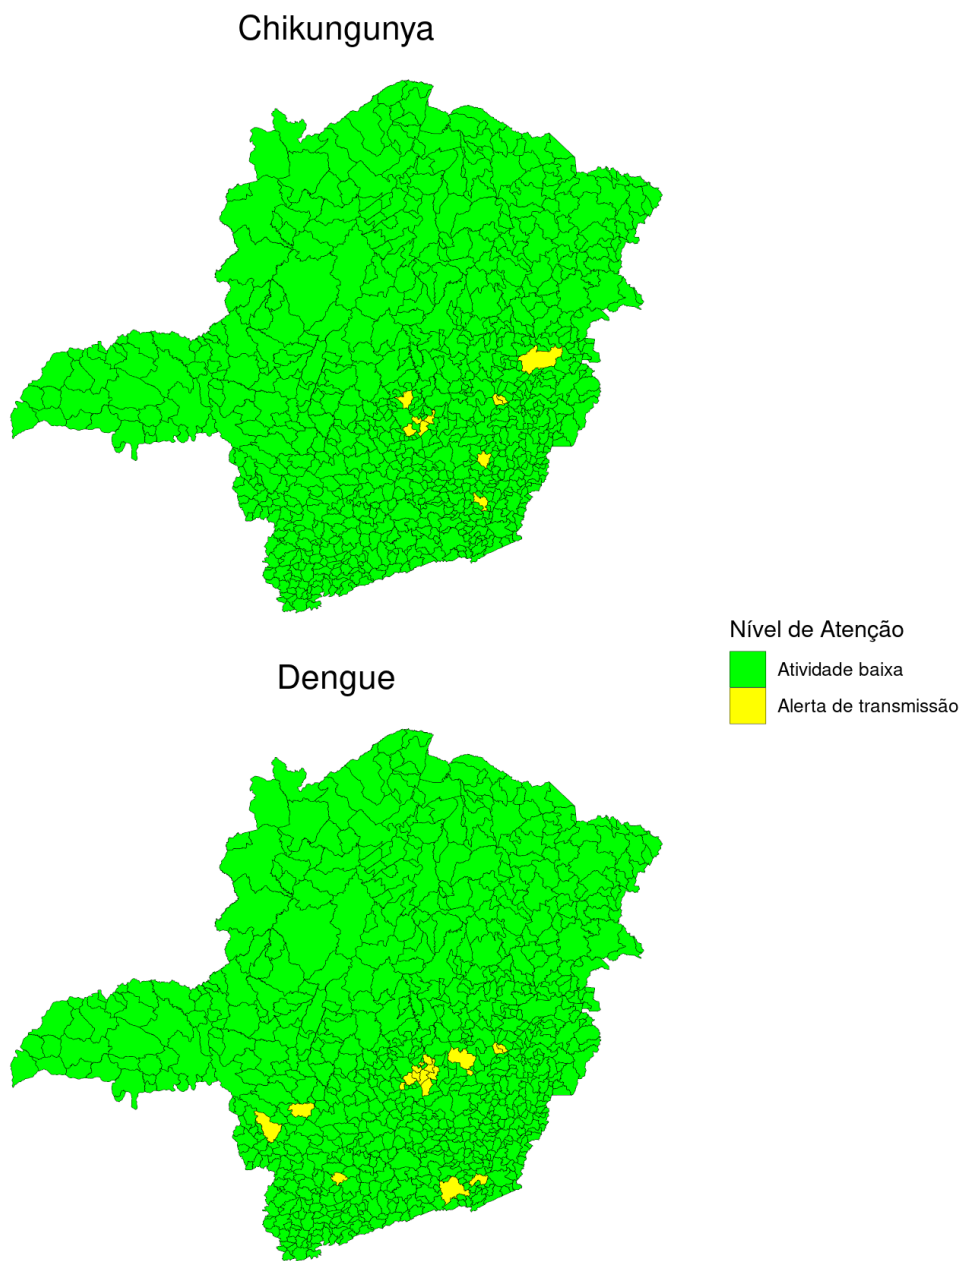 Chikungunya
Nível de Atenção
Atividade baixa
Alerta de transmissão
Dengue